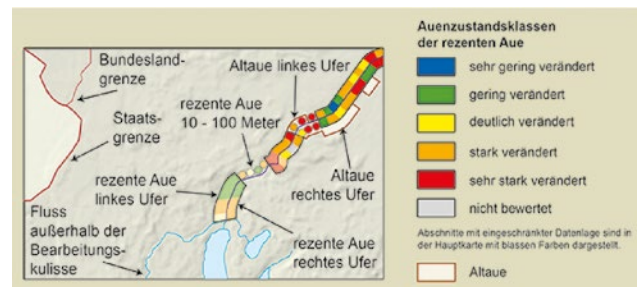 Bundesland-
grenze
Staats-
grenze
Altaue linkes Ufer
rezente Aue
10 - 100 Meter
rezente Aue
linkes Ufer
Altaue
rechtes Ufer
Fluss
außerhalb der
Bearbeitungs-
kulisse
rezente Aue
rechtes Ufer
Auenzustandsklassen
der rezenten Aue
sehr gering verändert
gering verändert
deutlich verändert
stark verändert
sehr stark verändert
nicht bewertet
Abschnitte mit eingeschränkter Datenlage sind in
der Hauptkarte mit blassen Farben dargestellt.
Altaue